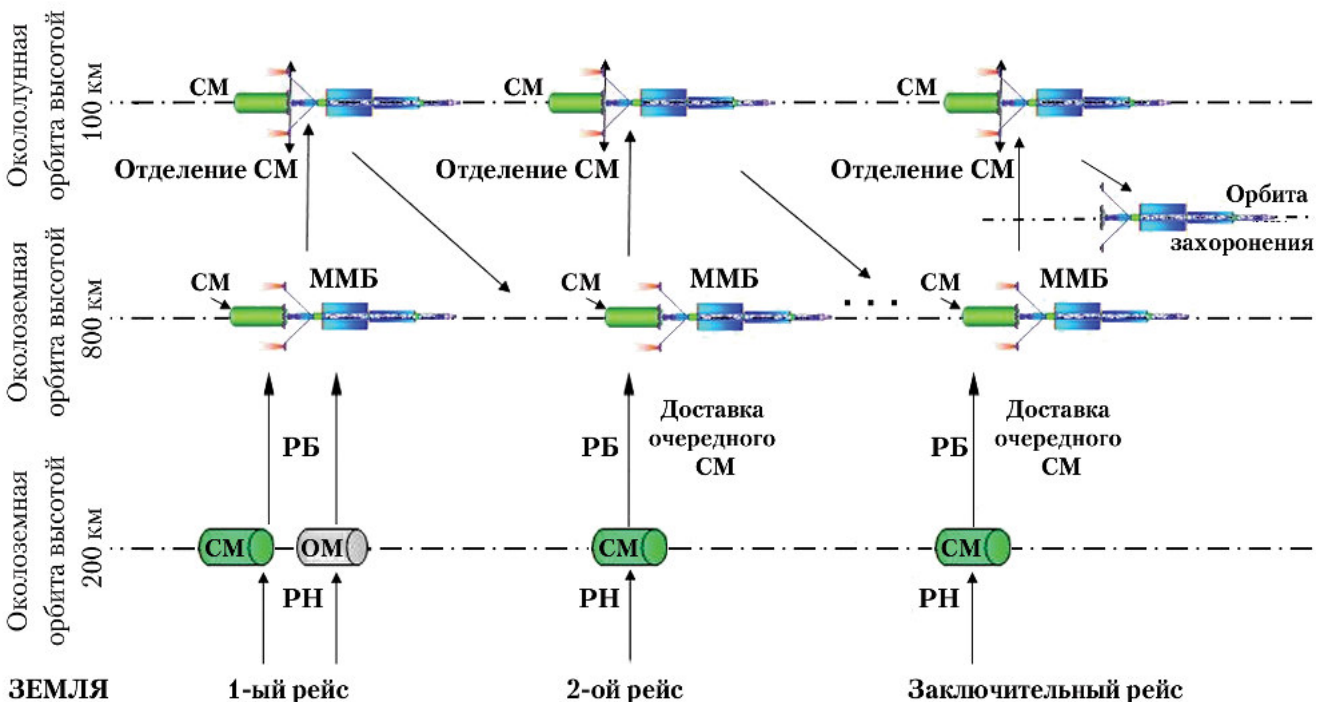 Окололунная
орбита высотой
100 км
СМ
СМ
СМ
Отделение СМ
Отделение СМ
Отделение СМ
Орбита
захоронения
Околоземная
орбита высотой
800 км
СМ
ММБ
СМ
ММБ
. . .
СМ
ММБ
РБ
РБ
Доставка
очередного
СМ
РБ
Доставка
очередного
СМ
Околоземная
орбита высотой
200 км
СМ
ОМ
СМ
СМ
РН
РН
РН
ЗЕМЛЯ
1-ый рейс
2-ой рейс
Заключительный рейс